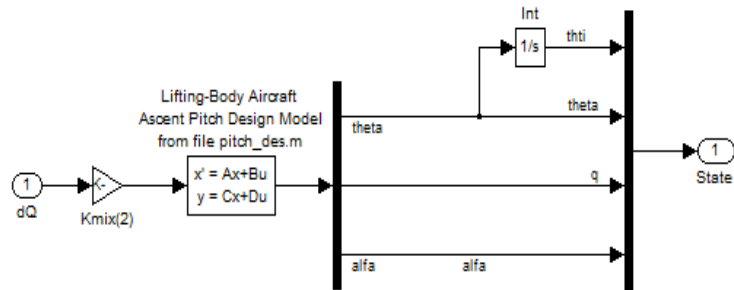 Int
1/s
thti
Lifting-Body Aircraft
Ascent Pitch Design Model
from file pitch_des.m
theta
theta
x' = Ax+Bu
y = Cx+Du
1
dQ
K-
Kmix(2)
q
1
State
alfa
alfa